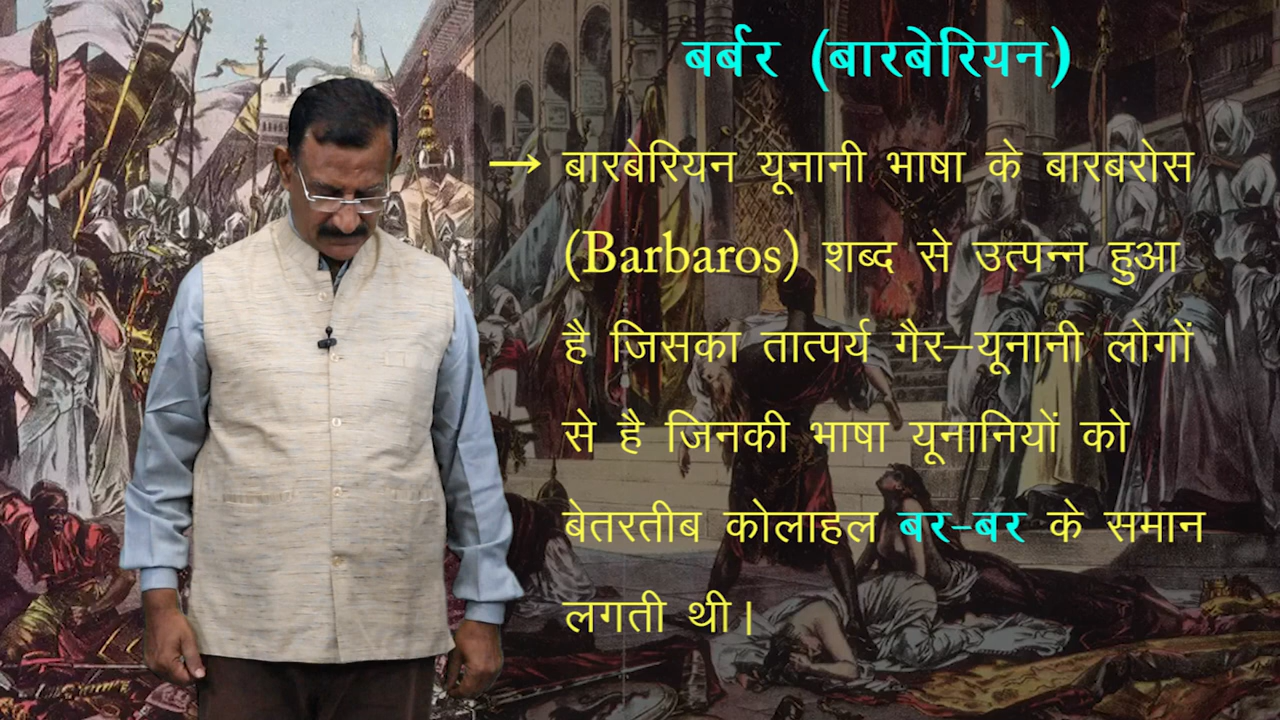 बर्बर (बारबेरियन)
→ बारबेरियन यूनानी भाषा के बारबरोस
(Barbaros) शब्द से उत्पन्न हुआ
है जिसका तात्पर्य गैर–यूनानी लोगों
से है जिनकी भाषा यूनानियों को
बेतरतीब कोलाहल बर-बर के समान
लगती थी।